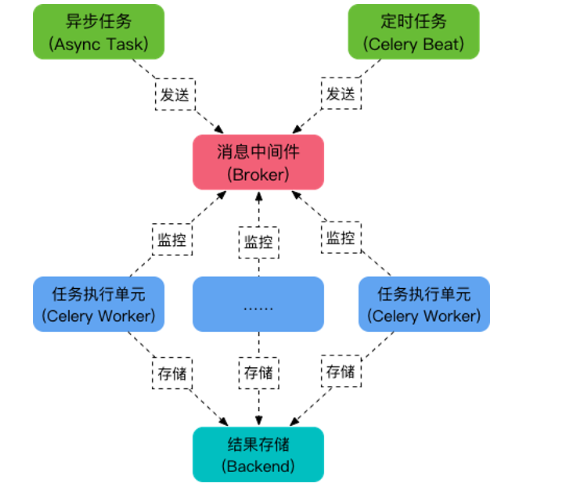 异步任务
(Async Task)
定时任务
(Celery Beat)
发送
发送
消息中间件
(Broker)
监控
监控
监控
任务执行单元
(Celery Worker)
……
任务执行单元
(Celery Worker)
存储
存储
存储
结果存储
(Backend)